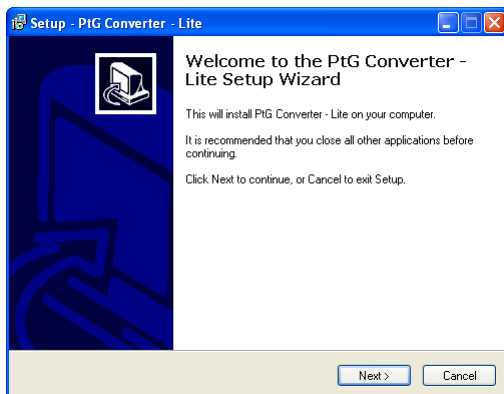 Setup - PtG Converter - Lite
Welcome to the PtG Converter -
Lite Setup Wizard
This will install PtG Converter - Lite on your computer.
It is recommended that you close all other applications before
continuing.
Click Next to continue, or Cancel to exit Setup.
Next >
Cancel